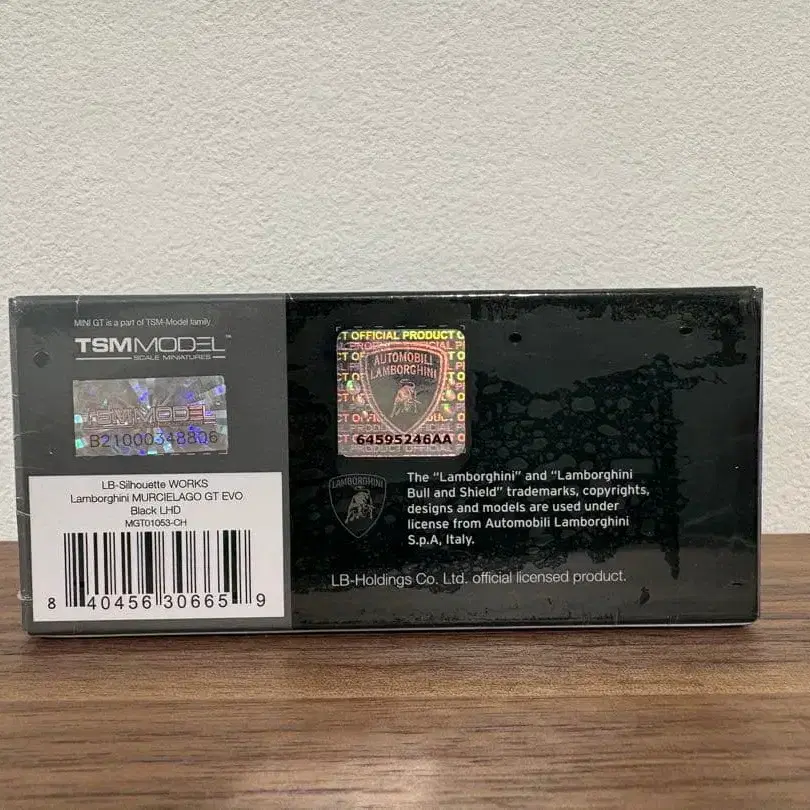 MINI GT is a part of TSM-Model family.
TSMMODEL™
SCALE MINIATURES
TSMMODEL
B21000348806
LB-Silhouette WORKS
Lamborghini MURCIELAGO GT EVO
Black LHD
MGT01053-CH
8 40456 30665 9
OFFICIAL PRODUCT
AUTOMOBILI
LAMBORGHINI
64595246AA
LAMBORGHINI
The "Lamborghini" and "Lamborghini
Bull and Shield" trademarks, copyrights,
designs and models are used under
license from Automobili Lamborghini
S.p.A, Italy.
LB-Holdings Co. Ltd. official licensed product.